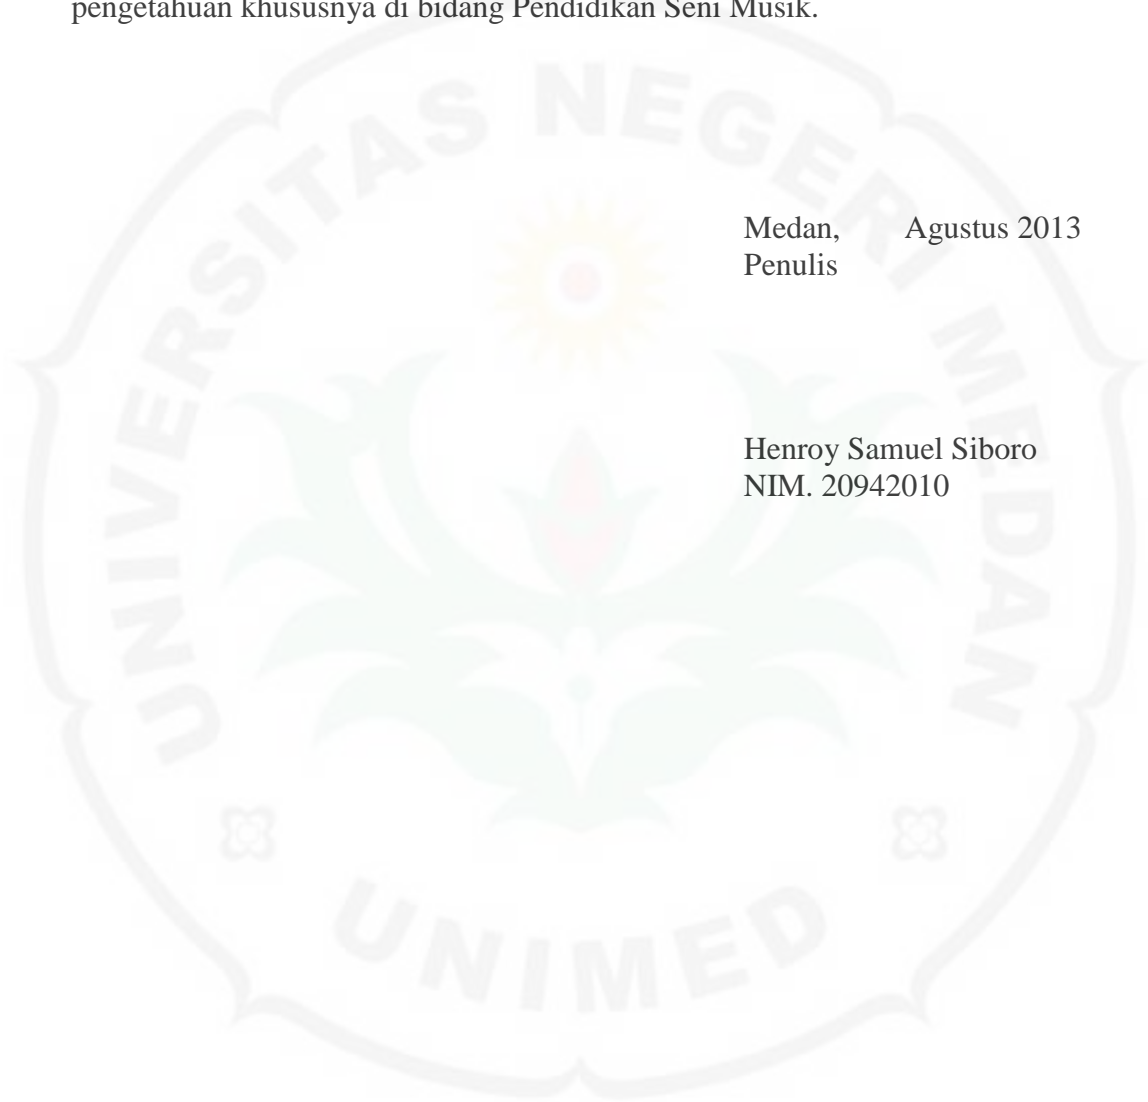 pengetahuan khususnya di bidang Pendidikan Seni Musik.
Medan, Agustus 2013
Penulis
Henroy Samuel Siboro
NIM. 20942010
UNIVERSITAS NEGERI MEDAN
UNIMED